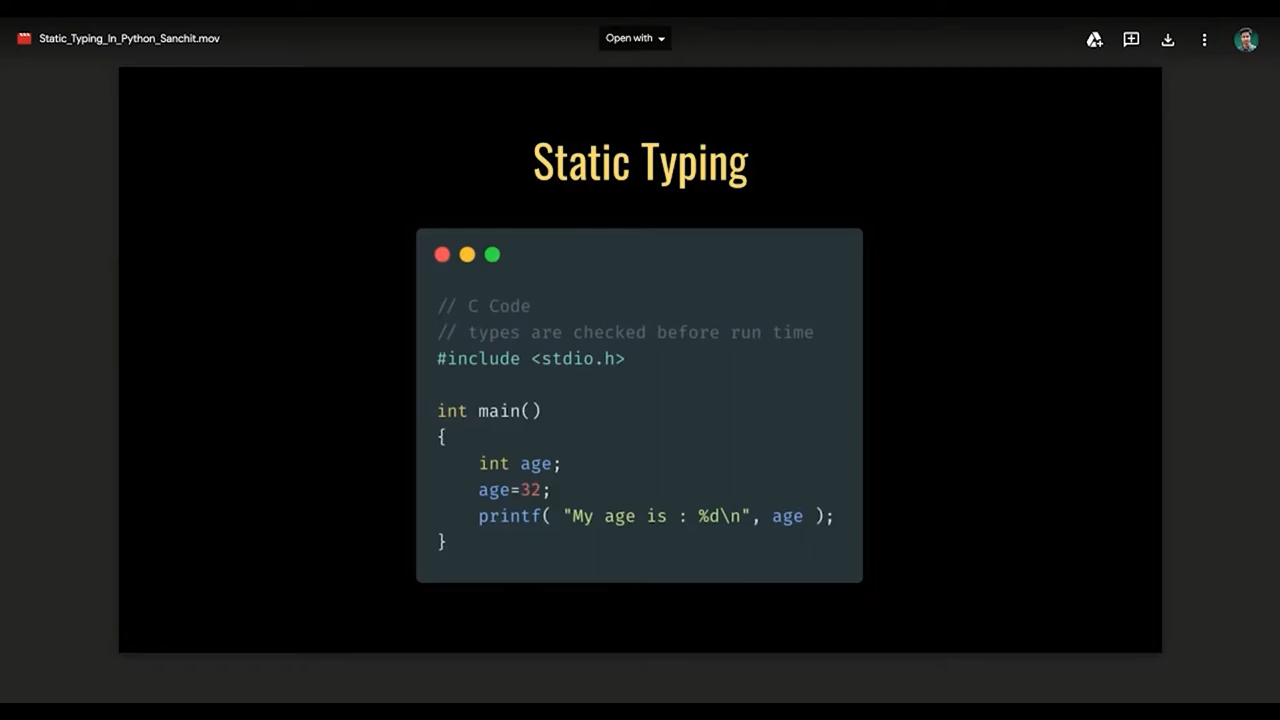 Static_Typing_In_Python_Sanchit.mov
Open with
Static Typing
// C Code
// types are checked before run time
#include <stdio.h>
int main()
{
int age;
age=32;
printf( "My age is : %d\n", age );
}